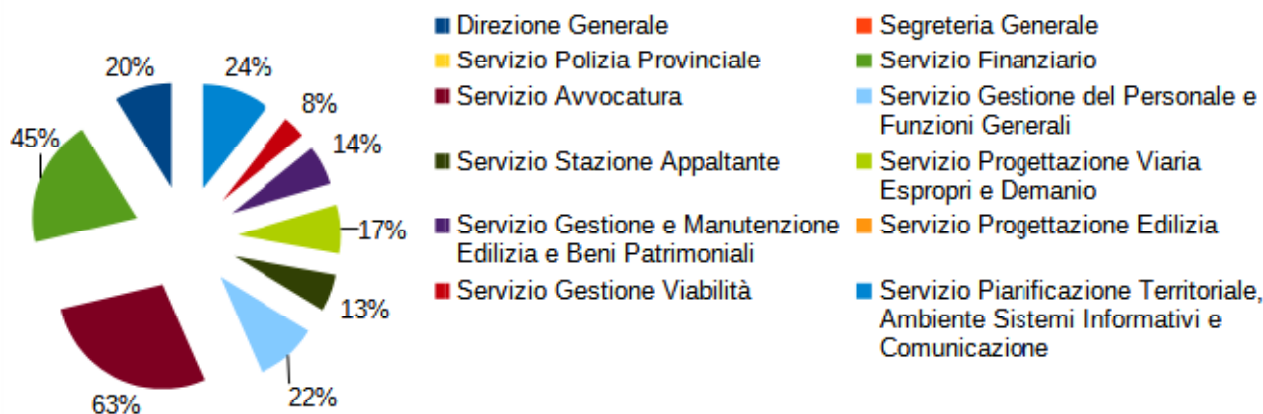 20%
24%
8%
14%
45%
17%
13%
22%
63%
Direzione Generale
Segreteria Generale
Servizio Polizia Provinciale
Servizio Finanziario
Servizio Avvocatura
Servizio Gestione del Personale e
Funzioni Generali
Servizio Stazione Appaltante
Servizio Progettazione Viaria
Espropri e Demanio
Servizio Gestione e Manutenzione
Edilizia e Beni Patrimoniali
Servizio Progettazione Edilizia
Servizio Gestione Viabilità
Servizio Pianificazione Territoriale,
Ambiente Sistemi Informativi e
Comunicazione